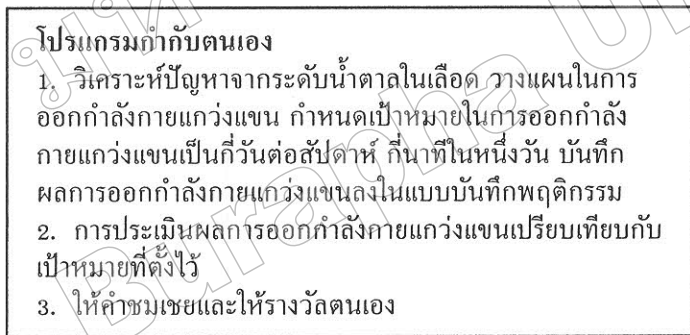 โปรแกรมกำกับตนเอง
1. วิเคราะห์ปัญหาจากระดับน้ำตาลในเลือด วางแผนในการ
ออกกำลังกายแกว่งแขน กำหนดเป้าหมายในการออกกำลัง
กายแกว่งแขนเป็นกี่วันต่อสัปดาห์ กี่นาทีในหนึ่งวัน บันทึก
ผลการออกกำลังกายแกว่งแขนลงในแบบบันทึกพฤติกรรม
2. การประเมินผลการออกกำลังกายแกว่งแขนเปรียบเทียบกับ
เป้าหมายที่ตั้งไว้
3. ให้คำชมเชยและให้รางวัลตนเอง
Burapha U